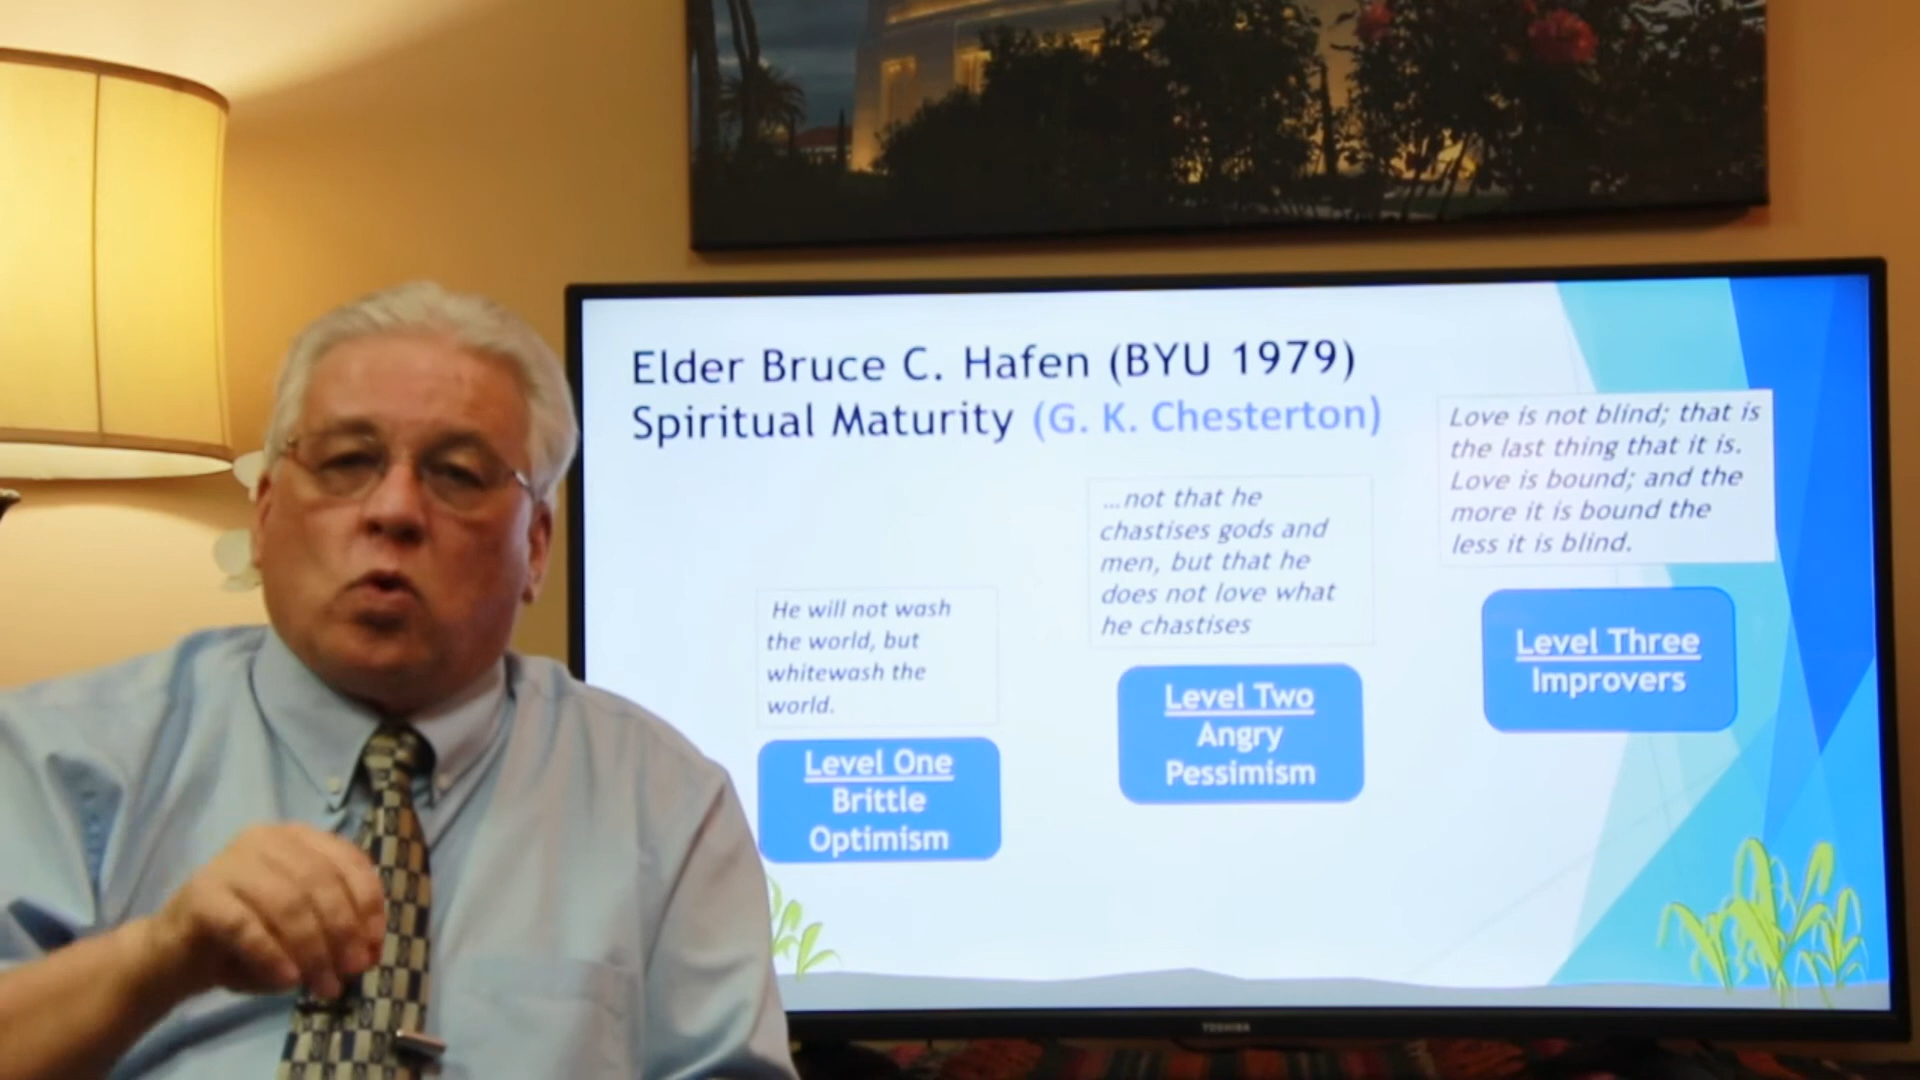 Elder Bruce C. Hafen (BYU 1979)
Spiritual Maturity (G. K. Chesterton)
He will not wash
the world, but
whitewash the
world.
Level One
Brittle
Optimism
...not that he
chastises gods and
men, but that he
does not love what
he chastises
Level Two
Angry
Pessimism
Love is not blind; that is
the last thing that it is.
Love is bound; and the
more it is bound the
less it is blind.
Level Three
Improvers
TOSHIBA